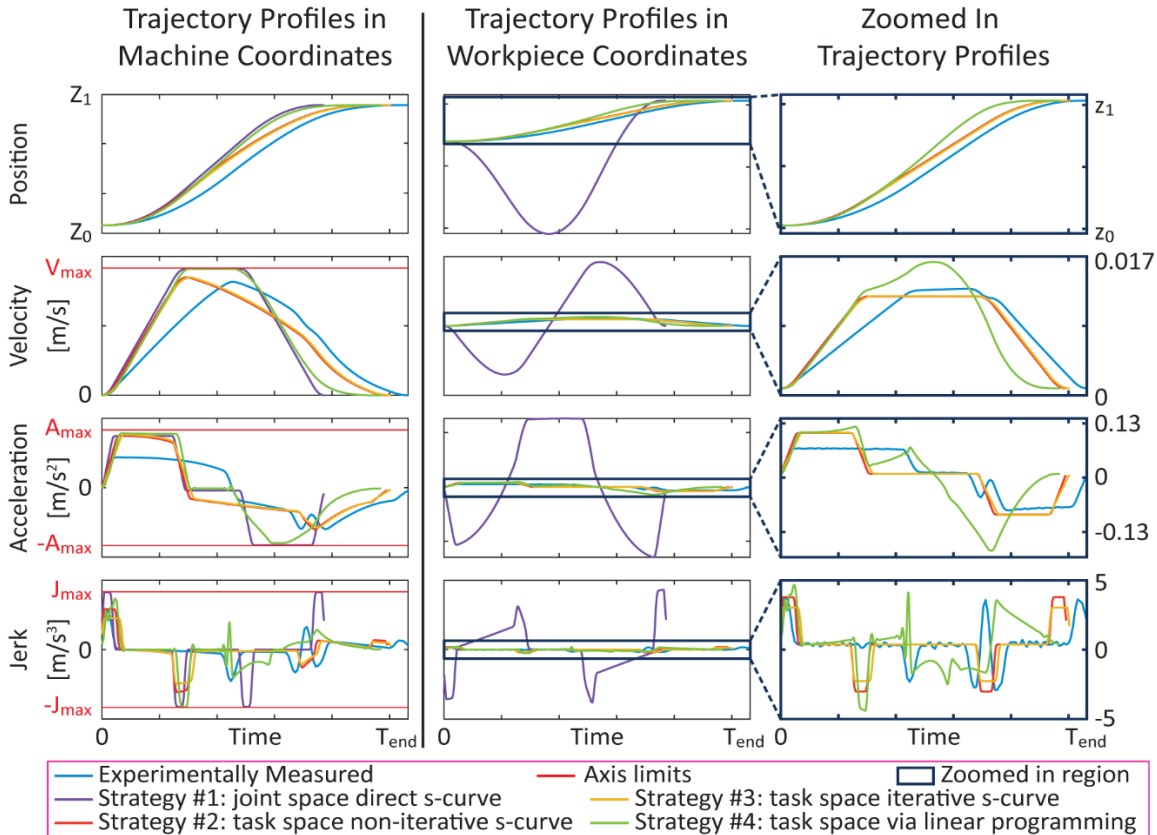 Trajectory Profiles in
Machine Coordinates
Trajectory Profiles in
Workpiece Coordinates
Zoomed In
Trajectory Profiles
Position
Z1
Z0
z1
z0
Velocity
[m/s]
Vmax
0
0.017
0
Acceleration
[m/s²]
Amax
0
-Amax
0.13
0
-0.13
Jerk
[m/s³]
Jmax
0
-Jmax
5
0
-5
0 Time Tend
0 Time Tend
0 Time Tend
Experimentally Measured Axis limits Zoomed in region
Strategy #1: joint space direct s-curve Strategy #3: task space iterative s-curve
Strategy #2: task space non-iterative s-curve Strategy #4: task space via linear programming